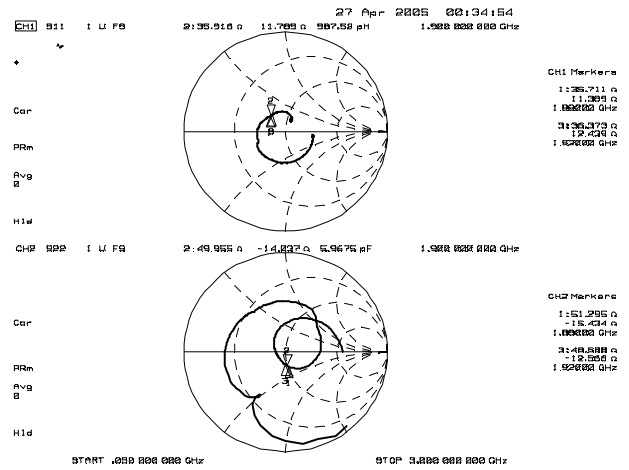 27 Apr 2005 00:34:54
CH1 S11 1 U FS 2:35.916 Ω 11.789 Ω 987.52 pH 1.900 000 000 GHz
CH1 Markers
1:35.711 Ω
11.389 Ω
1.88000 GHz
3:36.373 Ω
12.439 Ω
1.92000 GHz
Cor
PRm
Avg
Hld
CH2 S22 1 U FS 2:49.955 Ω -14.037 Ω 5.9675 pF 1.900 000 000 GHz
CH2 Markers
1:51.295 Ω
-15.434 Ω
1.88000 GHz
3:48.588 Ω
-12.566 Ω
1.92000 GHz
Cor
PRm
Avg
Hld
START .050 000 000 GHz STOP 3.000 000 000 GHz